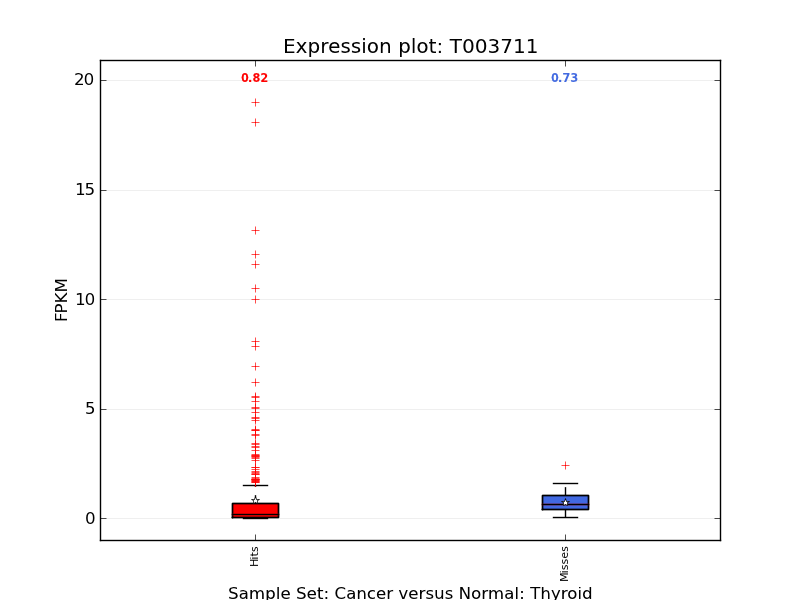 Expression plot: T003711
20
0.82
0.73
15
10
FPKM
5
0
Hits
Misses
Sample Set: Cancer versus Normal: Thyroid